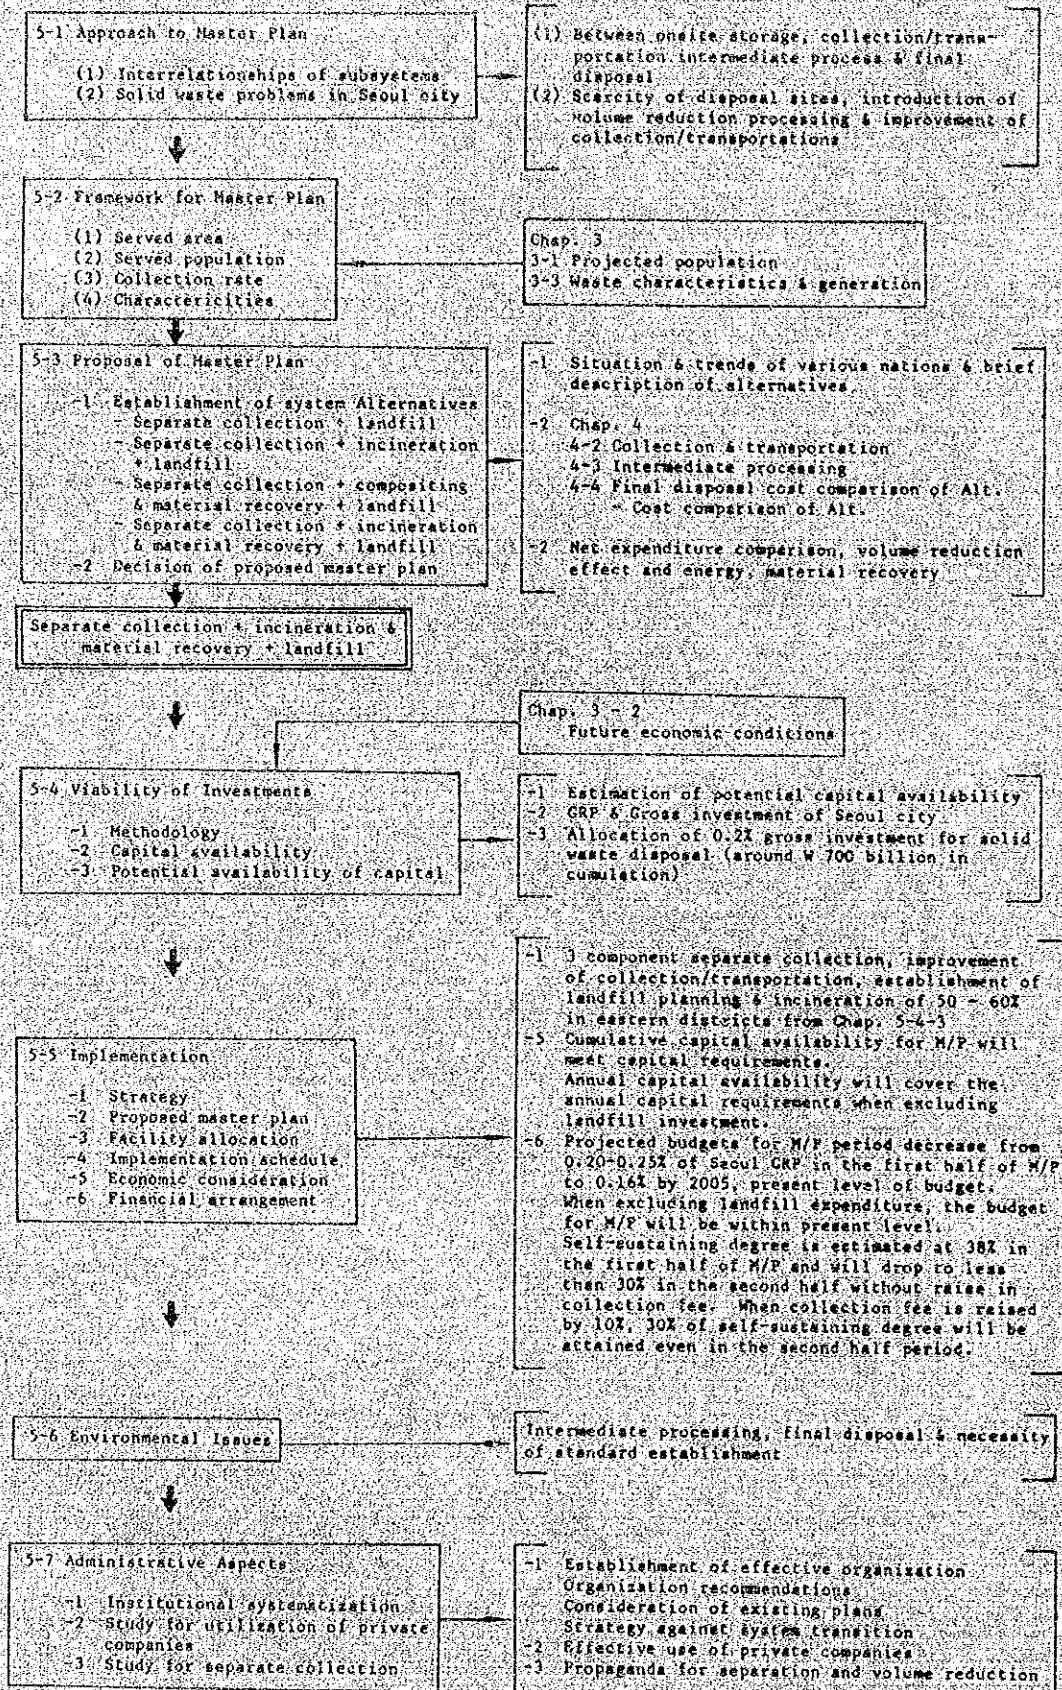 5-1 Approach to Master Plan
(1) Interrelationships of subsystems
(2) Solid waste problems in Seoul city
(1) Between onsite storage, collection/trans-
portation intermediate process & final
disposal
(2) Scarcity of disposal sites, introduction of
volume reduction processing & improvement of
collection/transportations
5-2 Framework for Master Plan
(1) Served area
(2) Served population
(3) Collection rate
(4) Charactericities
Chap. 3
3-1 Projected population
3-3 Waste characteristics & generation
5-3 Proposal of Master Plan
-1 Establishment of system Alternatives
- Separate collection + landfill
- Separate collection + incineration
+ landfill
- Separate collection + compositing
& material recovery + landfill
- Separate collection + incineration
& material recovery + landfill
-2 Decision of proposed master plan
-1 Situation & trends of various nations & brief
description of alternatives.
-2 Chap. 4
4-2 Collection & transportation
4-3 Intermediate processing
4-4 Final disposal cost comparison of Alt.
- Cost comparison of Alt.
-2 Net expenditure comparison, volume reduction
effect and energy, material recovery
Separate collection + incineration &
material recovery + landfill
Chap. 3 - 2
Future economic conditions
5-4 Viability of Investments
-1 Methodology
-2 Capital availability
-3 Potential availability of capital
-1 Estimation of potential capital availability
-2 GRP & Gross investment of Seoul city
-3 Allocation of 0.2% gross investment for solid
waste disposal (around W 700 billion in
cumulation)
5-5 Implementation
-1 Strategy
-2 Proposed master plan
-3 Facility allocation
-4 Implementation schedule
-5 Economic consideration
-6 Financial arrangement
-1 3 component separate collection, improvement
of collection/transportation, establishment of
landfill planning & incineration of 50 - 60%
in eastern districts from Chap. 5-4-3
-5 Cumulative capital availability for M/P will
meet capital requirements.
Annual capital availability will cover the
annual capital requirements when excluding
landfill investment.
-6 Projected budgets for M/P period decrease from
0.20-0.25% of Seoul GRP in the first half of M/P
to 0.16% by 2005, present level of budget.
When excluding landfill expenditure, the budget
for M/P will be within present level.
Self-sustaining degree is estimated at 38% in
the first half of M/P and will drop to less
than 30% in the second half without raise in
collection fee. When collection fee is raised
by 10%, 30% of self-sustaining degree will be
attained even in the second half period.
5-6 Environmental Issues
Intermediate processing, final disposal & necessity
of standard establishment
5-7 Administrative Aspects
-1 Institutional systematization
-2 Study for utilization of private
companies
-3 Study for separate collection
-1 Establishment of effective organization
Organization recommendations
Consideration of existing plans
Strategy against system transition
-2 Effective use of private companies
-3 Propaganda for separation and volume reduction